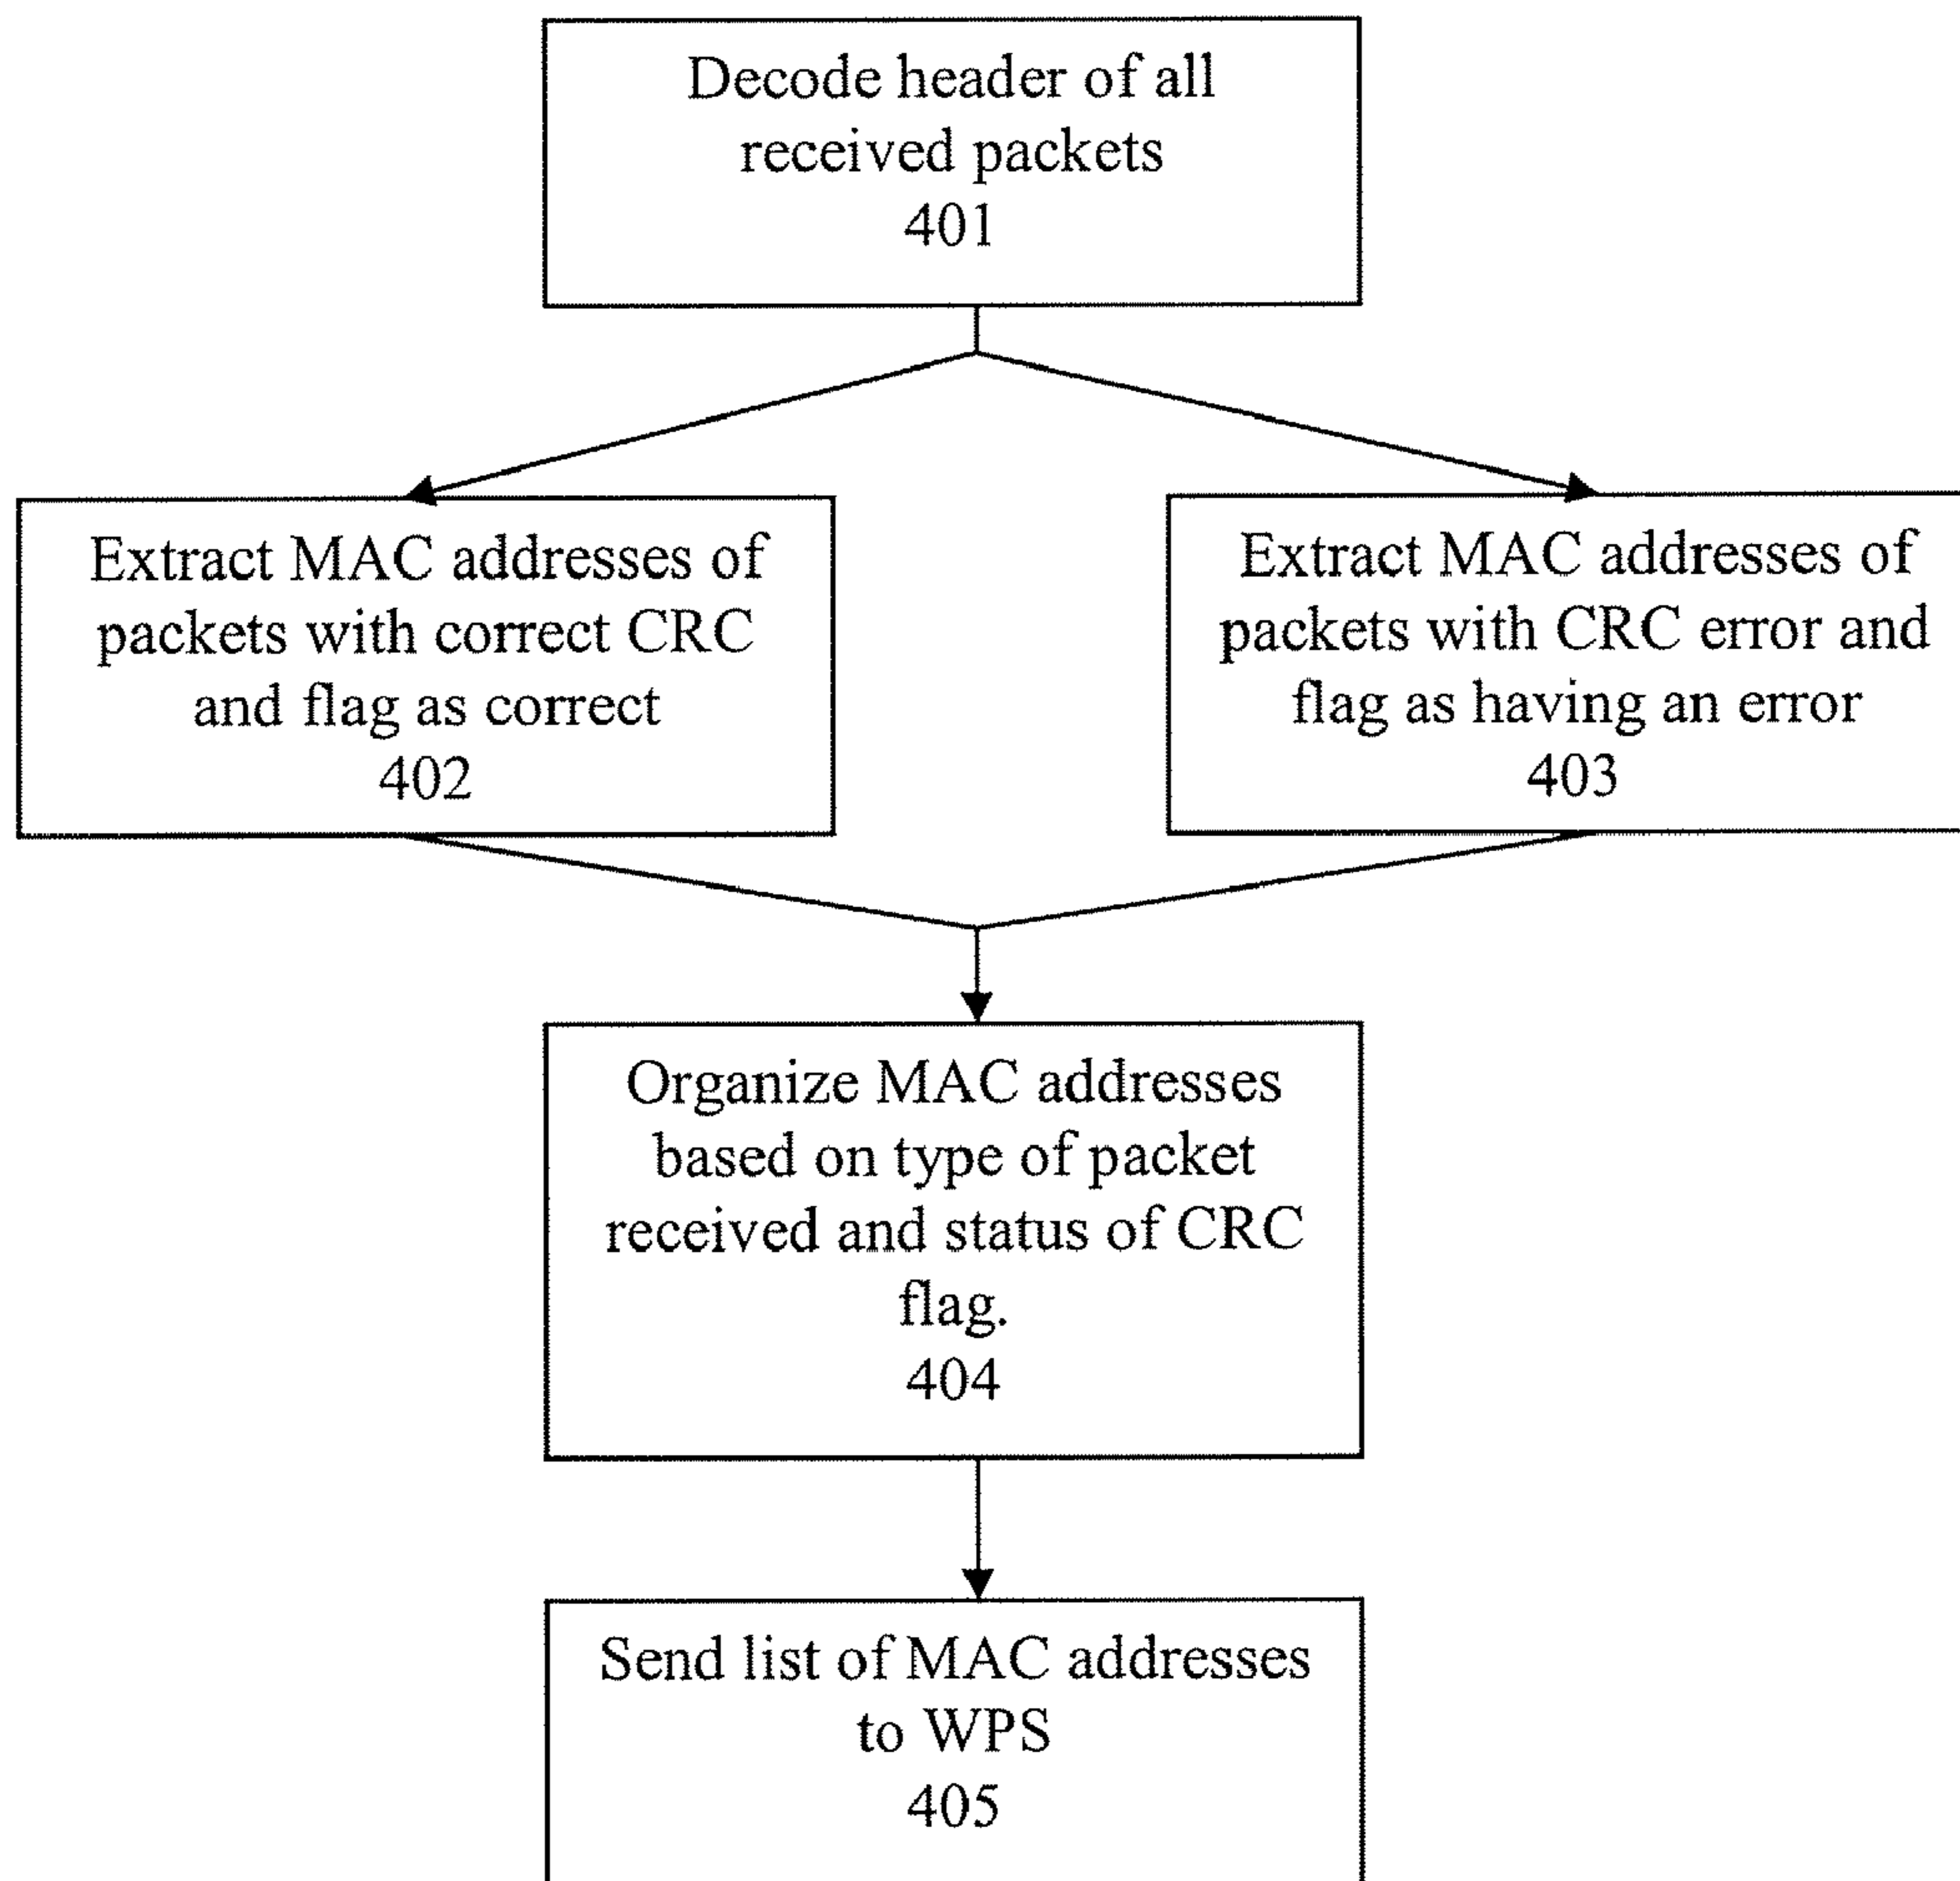 Decode header of all
received packets
401
Extract MAC addresses of
packets with correct CRC
and flag as correct
402
Extract MAC addresses of
packets with CRC error and
flag as having an error
403
Organize MAC addresses
based on type of packet
received and status of CRC
flag.
404
Send list of MAC addresses
to WPS
405